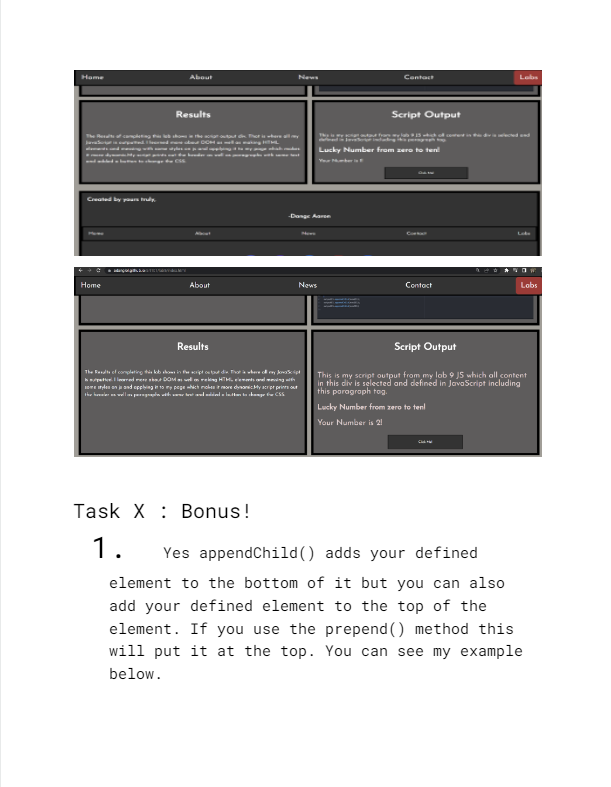 Home About News Contact Labs
Results
The Results of completing this lab shows in the script output div. That is where all my
JavaScript is outputted. I learned more about DOM as well as making HTML
elements and messing with some styles on js and applying it to my page which makes
it more dynamic.My script prints out the header as well as paragraphs with some text
and added a button to change the CSS.
Script Output
This is my script output from my lab 9 JS which all content in this div is selected and
defined in JavaScript including this paragraph tag.
Lucky Number from zero to ten!
Click Me!
Created by yours truly,
-Dangc Aaron
Home About News Contact Labs
Home About News Contact Labs
Results
The Results of completing this lab shows in the script output div. That is where all my JavaScript
is outputted. I learned more about DOM as well as making HTML elements and messing with
some styles on js and applying it to my page which makes it more dynamic.My script prints out
the header as well as paragraphs with some text and added a button to change the CSS.
Script Output
This is my script output from my lab 9 JS which all content
in this div is selected and defined in JavaScript including
this paragraph tag.
Lucky Number from zero to ten!
Your Number is 2!
Click Me!
Task X : Bonus!
1. Yes appendChild() adds your defined
element to the bottom of it but you can also
add your defined element to the top of the
element. If you use the prepend() method this
will put it at the top. You can see my example
below.